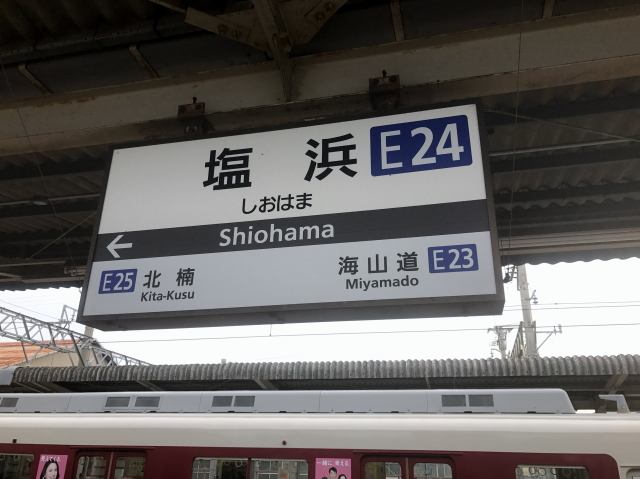 塩 浜 E24
しおはま
← Shiohama
E25 北 楠 海 山 道 E23
Kita-Kusu Miyamado